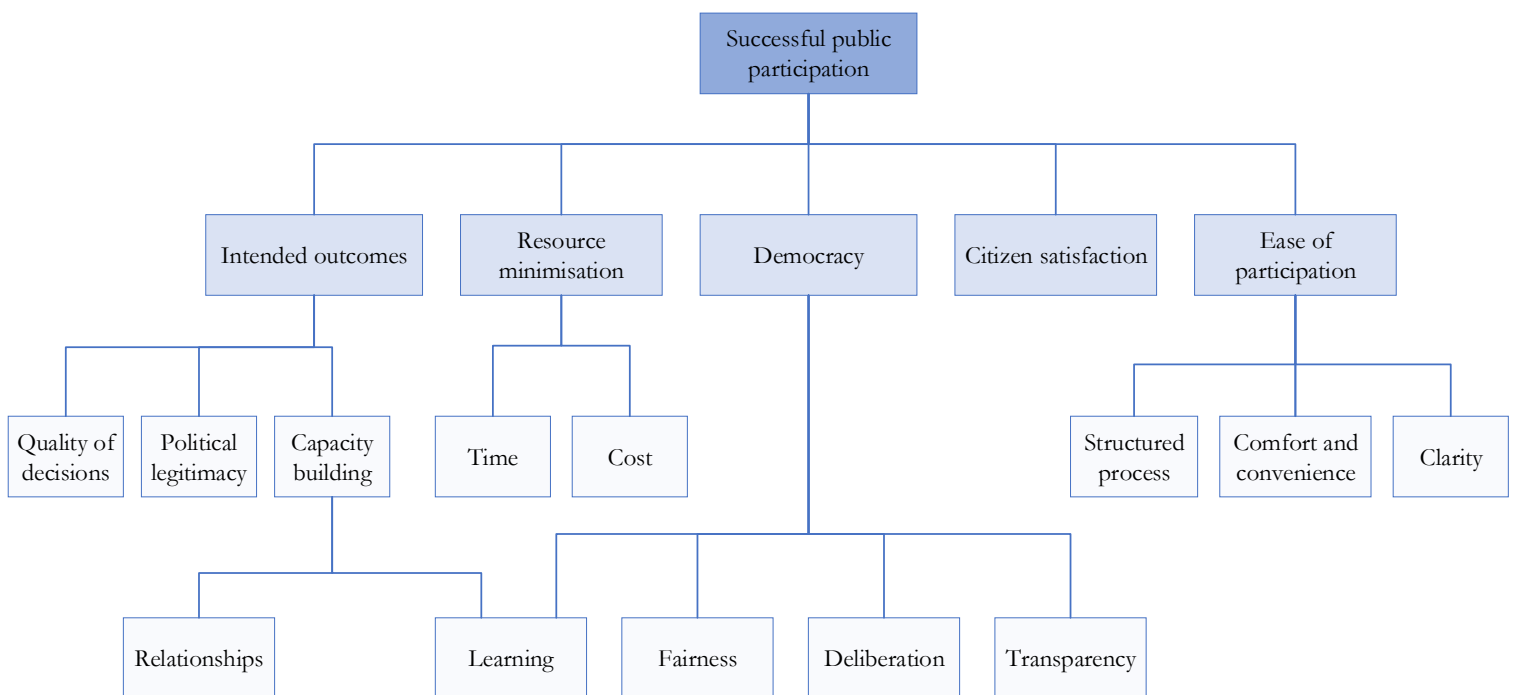 Successful public
participation
Intended outcomes
Resource
minimisation
Democracy
Citizen satisfaction
Ease of
participation
Quality of
decisions
Political
legitimacy
Capacity
building
Time
Cost
Structured
process
Comfort and
convenience
Clarity
Relationships
Learning
Fairness
Deliberation
Transparency